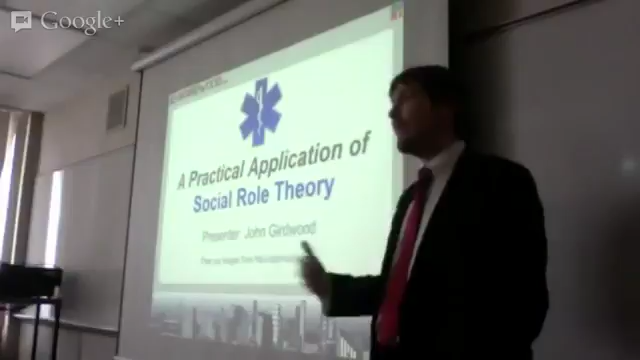 Google+
A Practical Application of
Social Role Theory
Presenter: John Girdwood